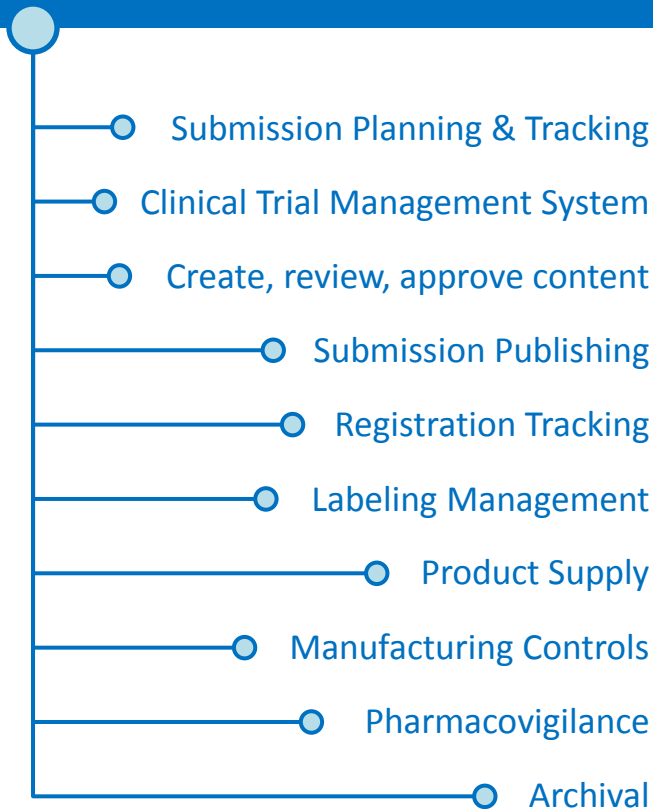 Submission Planning & Tracking
Clinical Trial Management System
Create, review, approve content
Submission Publishing
Registration Tracking
Labeling Management
Product Supply
Manufacturing Controls
Pharmacovigilance
Archival